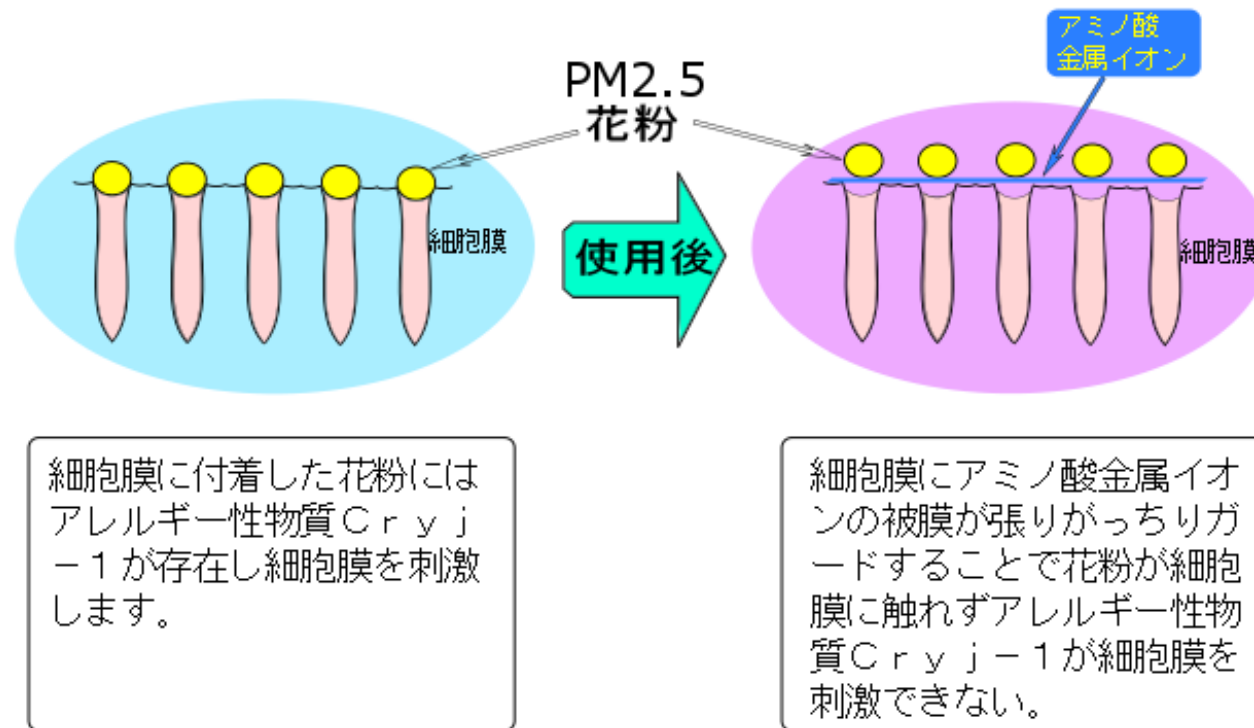 アミノ酸
金属イオン
PM2.5
花粉
細胞膜
使用後
細胞膜
細胞膜に付着した花粉には
アレルギー性物質Ｃｒｙｊ
－１が存在し細胞膜を刺激
します。
細胞膜にアミノ酸金属イオ
ンの被膜が張りがっちりガ
ードすることで花粉が細胞
膜に触れずアレルギー性物
質Ｃｒｙｊ－１が細胞膜を
刺激できない。